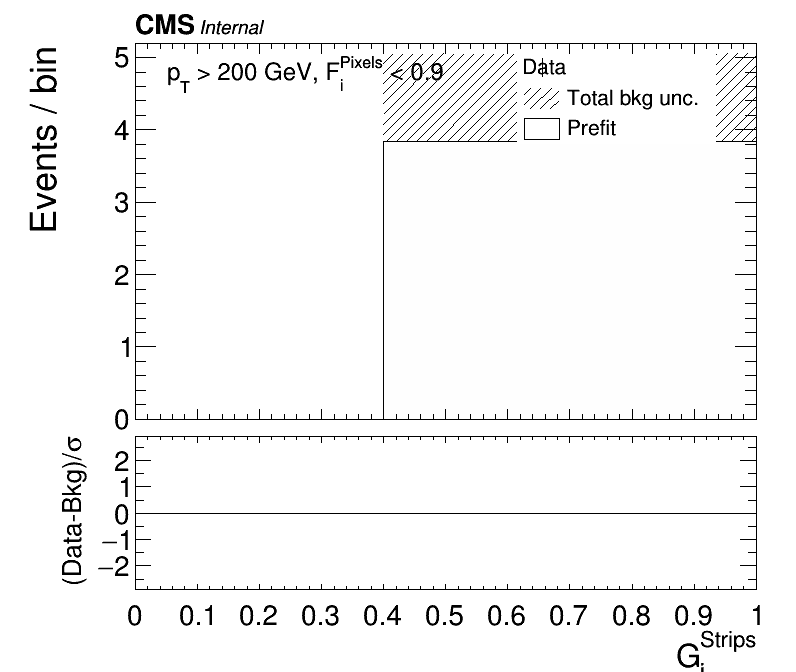 CMS Internal
Events / bin
5
4
3
2
1
0
p_T > 200 GeV, F_i^Pixels < 0.9
Data
Total bkg unc.
Prefit
(Data-Bkg)/σ
2
1
0
−1
−2
0 0.1 0.2 0.3 0.4 0.5 0.6 0.7 0.8 0.9 1
G_i^Strips